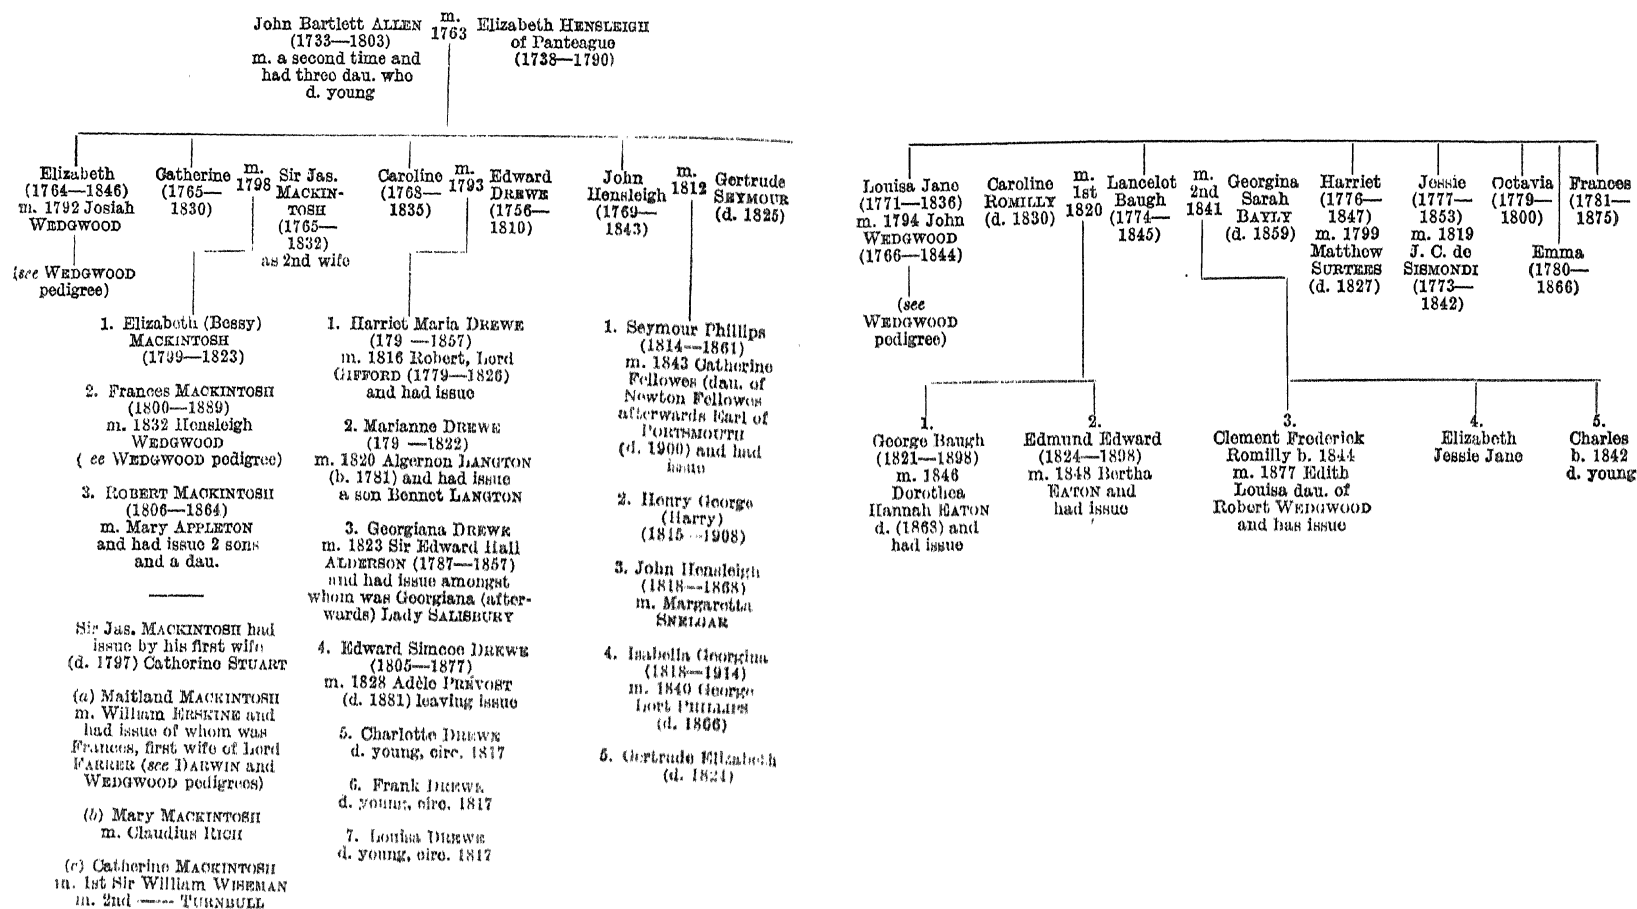 John Bartlett ALLEN
(1733—1803)
m. a second time and
had three dau. who
d. young
m.
1763
Elizabeth HENSLEIGH
of Panteague
(1738—1790)
Elizabeth
(1764—1846)
m. 1792 Josiah
WEDGWOOD
(see WEDGWOOD
pedigree)
Catherine
(1765—
1830)
m.
1798
Sir Jas.
MACKIN-
TOSH
(1765—
1832)
as 2nd wife
Caroline
(1768—
1835)
m.
1793
Edward
DREWE
(1756—
1810)
John
Hensleigh
(1769—
1843)
m.
1812
Gertrude
SEYMOUR
(d. 1825)
Louisa Jane
(1771—1836)
m. 1794 John
WEDGWOOD
(1766—1844)
(see
WEDGWOOD
pedigree)
Caroline
ROMILLY
(d. 1830)
m.
1st
1820
Lancelot
Baugh
(1774—
1845)
m.
2nd
1841
Georgina
Sarah
BAYLY
(d. 1859)
Harriet
(1776—
1847)
m. 1799
Matthew
SURTEES
(d. 1827)
Jessie
(1777—
1853)
m. 1819
J. C. de
SISMONDI
(1773—
1842)
Octavia
(1779—
1800)
Emma
(1780—
1866)
Frances
(1781—
1875)
1. Elizabeth (Bessy)
MACKINTOSH
(1799—1823)
2. Frances MACKINTOSH
(1800—1889)
m. 1832 Hensleigh
WEDGWOOD
( ee WEDGWOOD pedigree)
3. ROBERT MACKINTOSH
(1806—1864)
m. Mary APPLETON
and had issue 2 sons
and a dau.
Sir Jas. MACKINTOSH had
issue by his first wife
(d. 1797) Catherine STUART
(a) Maitland MACKINTOSH
m. William ERSKINE and
had issue of whom was
Frances, first wife of Lord
FARRER (see DARWIN and
WEDGWOOD pedigrees)
(b) Mary MACKINTOSH
m. Claudius RICH
(c) Catherine MACKINTOSH
m. 1st Sir William WISEMAN
m. 2nd —— TURNBULL
1. Harriet Maria DREWE
(179 —1857)
m. 1816 Robert, Lord
GIFFORD (1779—1826)
and had issue
2. Marianne DREWE
(179 —1822)
m. 1820 Algernon LANGTON
(b. 1781) and had issue
a son Bennet LANGTON
3. Georgiana DREWE
m. 1823 Sir Edward Hall
ALDERSON (1787—1857)
and had issue amongst
whom was Georgiana (after-
wards) Lady SALISBURY
4. Edward Simcoe DREWE
(1805—1877)
m. 1828 Adèle PRÉVOST
(d. 1881) leaving issue
5. Charlotte DREWE
d. young, circ. 1817
6. Frank DREWE
d. young, circ. 1817
7. Louisa DREWE
d. young, circ. 1817
1. Seymour Phillips
(1814—1861)
m. 1843 Catherine
Fellowes (dau. of
Newton Fellowes
afterwards Earl of
PORTSMOUTH
(d. 1900) and had
issue
2. Henry George
(Harry)
(1815—1908)
3. John Hensleigh
(1818—1868)
m. Margaretta
SNELGAR
4. Isabella Georgina
(1818—1914)
m. 1840 George
Lort PHILLIPS
(d. 1866)
5. Gertrude Elizabeth
(d. 1824)
1.
George Baugh
(1821—1898)
m. 1846
Dorothea
Hannah EATON
d. (1868) and
had issue
2.
Edmund Edward
(1824—1898)
m. 1848 Bertha
EATON and
had issue
3.
Clement Frederick
Romilly b. 1844
m. 1877 Edith
Louisa dau. of
Robert WEDGWOOD
and has issue
4.
Elizabeth
Jessie Jane
5.
Charles
b. 1842
d. young